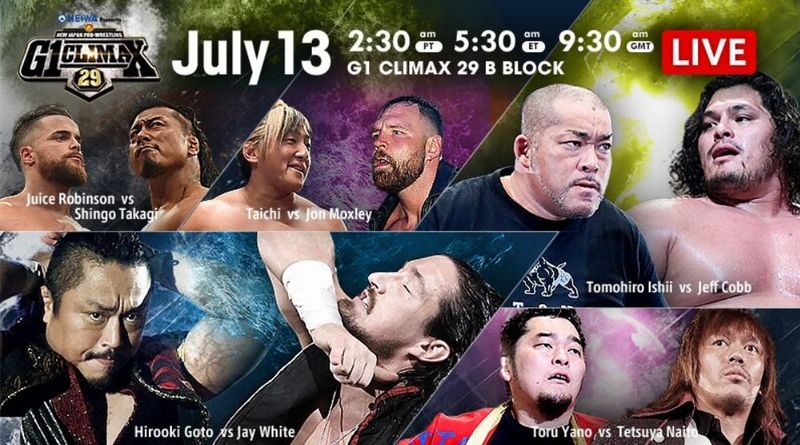 HEIWA Presents
NEW JAPAN PRO-WRESTLING
G1 CLIMAX
29
July 13
2:30 am PT 5:30 am ET 9:30 am GMT
LIVE
G1 CLIMAX 29 B BLOCK
Juice Robinson vs
Shingo Takagi
Taichi vs Jon Moxley
Tomohiro Ishii vs Jeff Cobb
Hirooki Goto vs Jay White
Toru Yano vs Tetsuya Naito